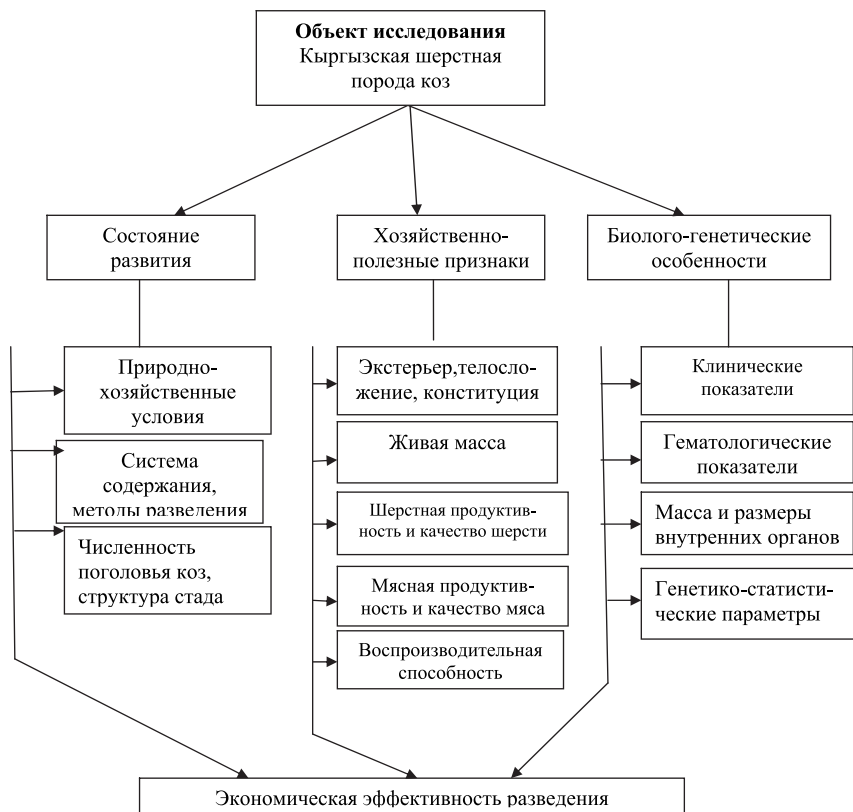 Объект исследования
Кыргызская шерстная
порода коз
Состояние
развития
Хозяйственно-
полезные признаки
Биолого-генетические
особенности
Природно-
хозяйственные
условия
Система
содержания,
методы разведения
Численность
поголовья коз,
структура стада
Экстерьер,телосло-
жение, конституция
Живая масса
Шерстная продуктив-
ность и качество шерсти
Мясная продуктив-
ность и качество мяса
Воспроизводительная
способность
Клинические
показатели
Гематологические
показатели
Масса и размеры
внутренних органов
Генетико-статисти-
ческие параметры
Экономическая эффективность разведения